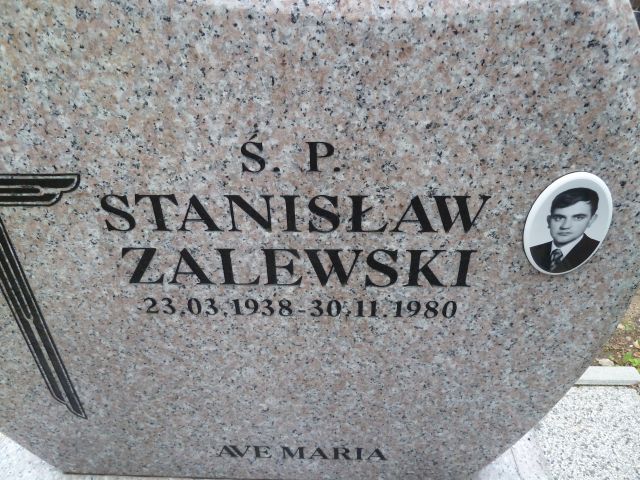 Ś. P.
STANISŁAW
ZALEWSKI
23.03.1938-30.11.1980
AVE MARIA